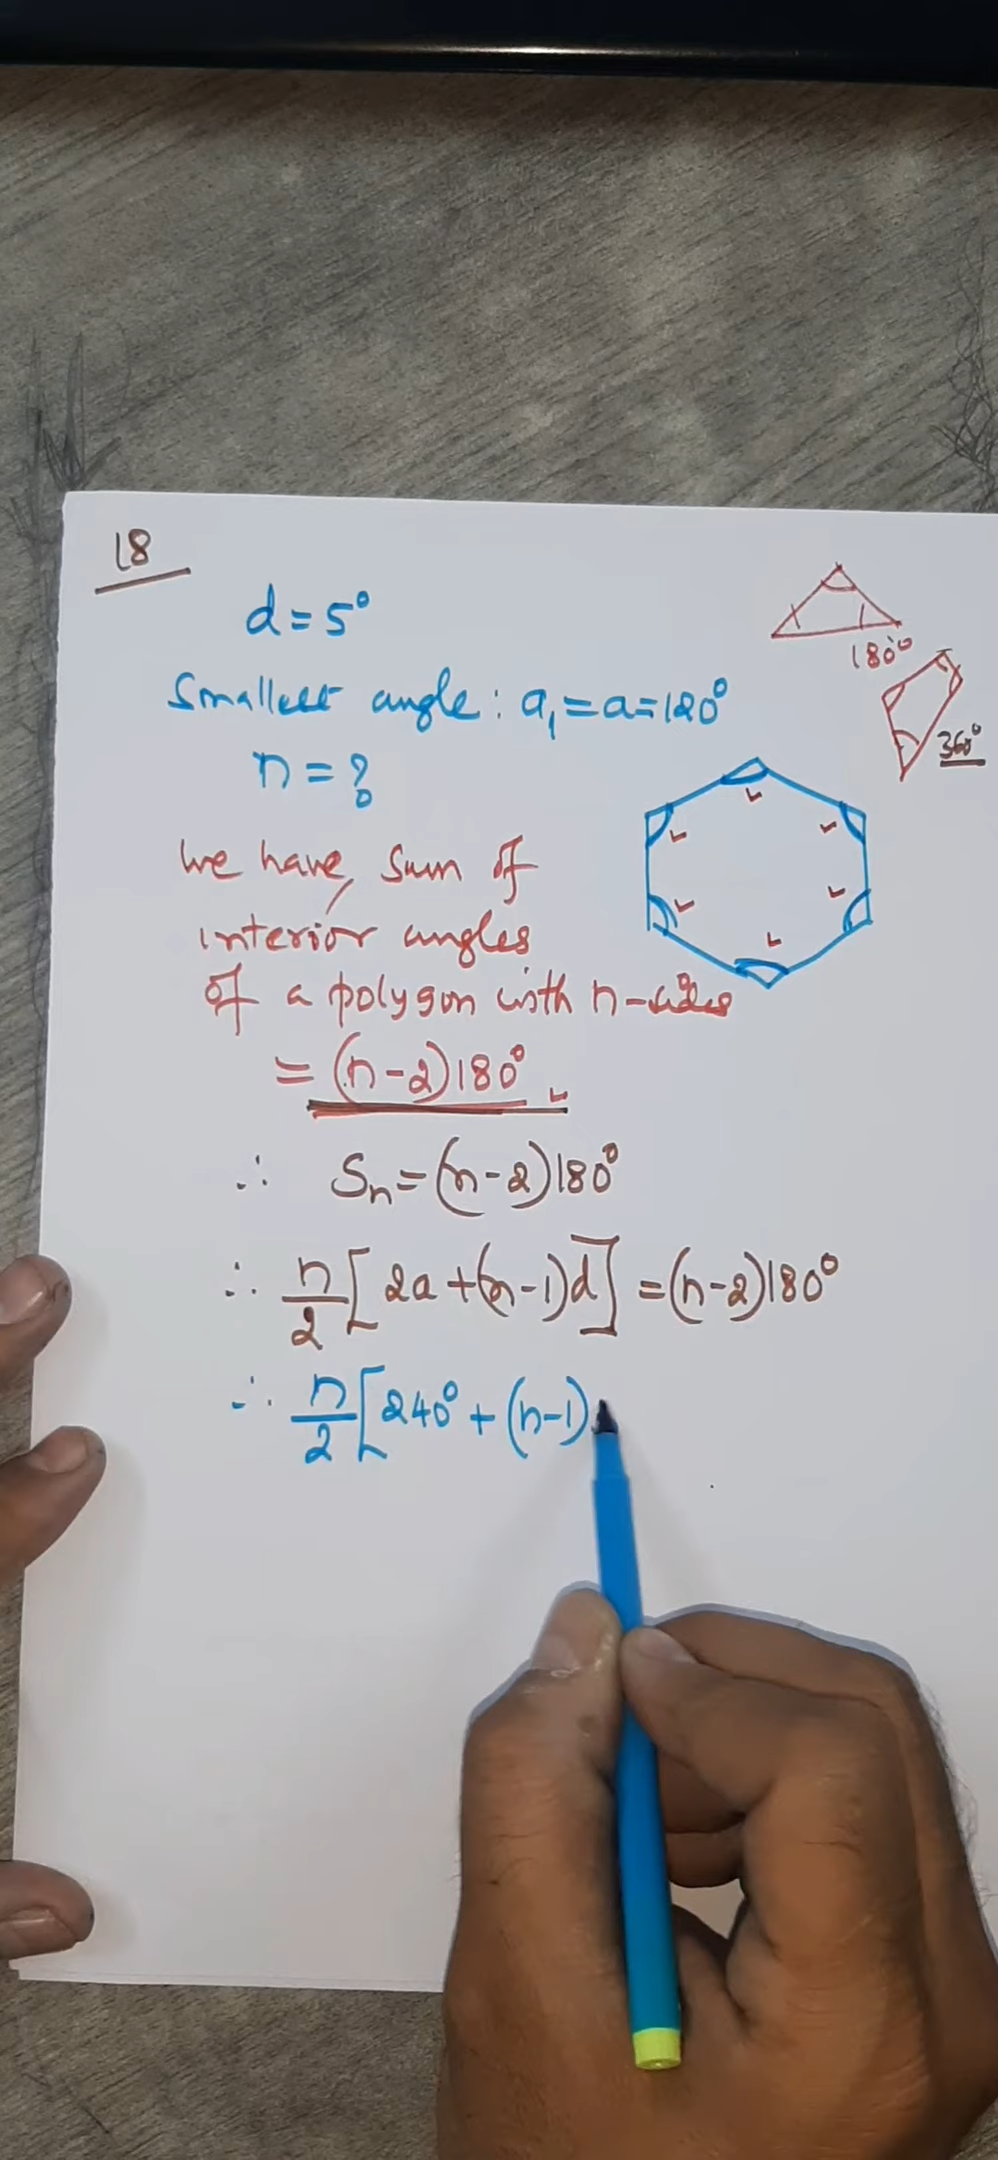 18
d = 5°
Smallest angle : a₁ = a = 120°
n = ?
180°
360°
We have, Sum of
interior angles
of a polygon with n-sides
= (n-2)180°
∴ Sn = (n-2)180°
∴ n/2 [2a + (n-1)d] = (n-2)180°
∴ n/2 [240° + (n-1)